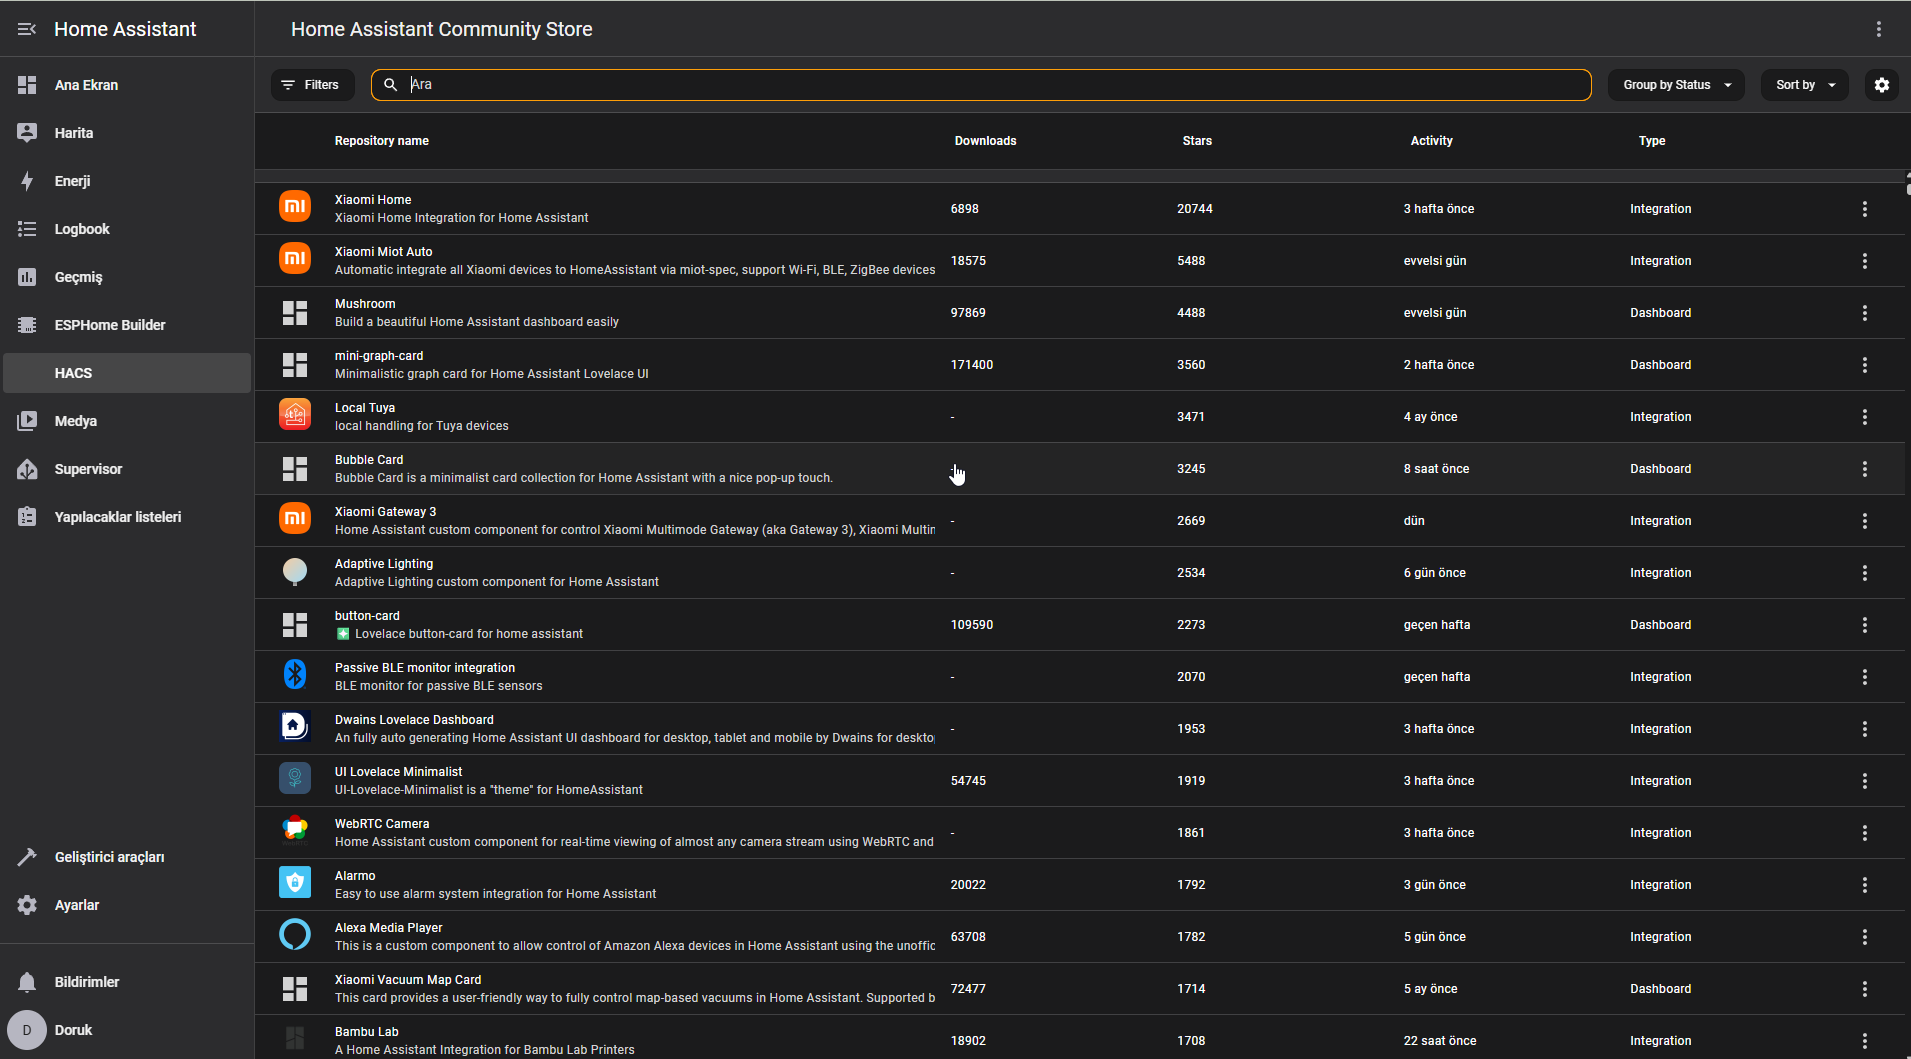 Home Assistant
Home Assistant Community Store
Ana Ekran
Harita
Enerji
Logbook
Geçmiş
ESPHome Builder
HACS
Medya
Supervisor
Yapılacaklar listeleri
Geliştirici araçları
Ayarlar
Bildirimler
D Doruk
Filters
Ara
Group by Status
Sort by
Repository name Downloads Stars Activity Type
mi Xiaomi Home
Xiaomi Home Integration for Home Assistant
6898 20744 3 hafta önce Integration
mi Xiaomi Miot Auto
Automatic integrate all Xiaomi devices to HomeAssistant via miot-spec, support Wi-Fi, BLE, ZigBee devices
18575 5488 evvelsi gün Integration
Mushroom
Build a beautiful Home Assistant dashboard easily
97869 4488 evvelsi gün Dashboard
mini-graph-card
Minimalistic graph card for Home Assistant Lovelace UI
171400 3560 2 hafta önce Dashboard
Local Tuya
local handling for Tuya devices
- 3471 4 ay önce Integration
Bubble Card
Bubble Card is a minimalist card collection for Home Assistant with a nice pop-up touch.
3245 8 saat önce Dashboard
mi Xiaomi Gateway 3
Home Assistant custom component for control Xiaomi Multimode Gateway (aka Gateway 3), Xiaomi Multin
- 2669 dün Integration
Adaptive Lighting
Adaptive Lighting custom component for Home Assistant
- 2534 6 gün önce Integration
button-card
❇️ Lovelace button-card for home assistant
109590 2273 geçen hafta Dashboard
Passive BLE monitor integration
BLE monitor for passive BLE sensors
- 2070 geçen hafta Integration
Dwains Lovelace Dashboard
An fully auto generating Home Assistant UI dashboard for desktop, tablet and mobile by Dwains for deskto
- 1953 3 hafta önce Integration
UI Lovelace Minimalist
UI-Lovelace-Minimalist is a "theme" for HomeAssistant
54745 1919 3 hafta önce Integration
WebRTC Camera
Home Assistant custom component for real-time viewing of almost any camera stream using WebRTC and
- 1861 3 hafta önce Integration
Alarmo
Easy to use alarm system integration for Home Assistant
20022 1792 3 gün önce Integration
Alexa Media Player
This is a custom component to allow control of Amazon Alexa devices in Home Assistant using the unoffic
63708 1782 5 gün önce Integration
Xiaomi Vacuum Map Card
This card provides a user-friendly way to fully control map-based vacuums in Home Assistant. Supported b
72477 1714 5 ay önce Dashboard
Bambu Lab
A Home Assistant Integration for Bambu Lab Printers
18902 1708 22 saat önce Integration